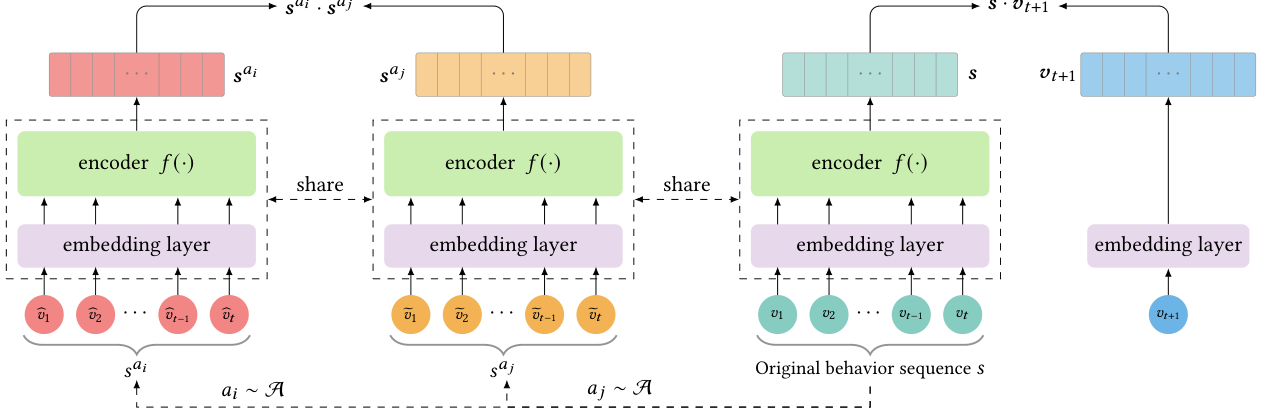 𝒔^{a_i} · 𝒔^{a_j}
𝒔 · 𝒗_{t+1}
··· 𝒔^{a_i}
𝒔^{a_j} ···
··· 𝒔
𝒗_{t+1} ···
encoder f(·)
encoder f(·)
encoder f(·)
share
share
embedding layer
embedding layer
embedding layer
embedding layer
v̂_1 v̂_2 ··· v̂_{t−1} v̂_t
ṽ_1 ṽ_2 ··· ṽ_{t−1} ṽ_t
v_1 v_2 ··· v_{t−1} v_t
v_{t+1}
s^{a_i}
s^{a_j}
Original behavior sequence s
a_i ∼ 𝒜
a_j ∼ 𝒜